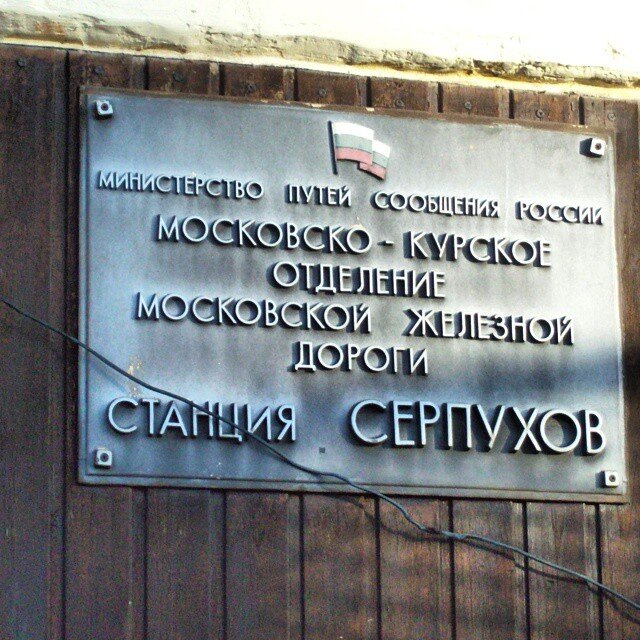 МИНИСТЕРСТВО ПУТЕЙ СООБЩЕНИЯ РОССИИ
МОСКОВСКО - КУРСКОЕ
ОТДЕЛЕНИЕ
МОСКОВСКОЙ ЖЕЛЕЗНОЙ
ДОРОГИ
СТАНЦИЯ СЕРПУХОВ